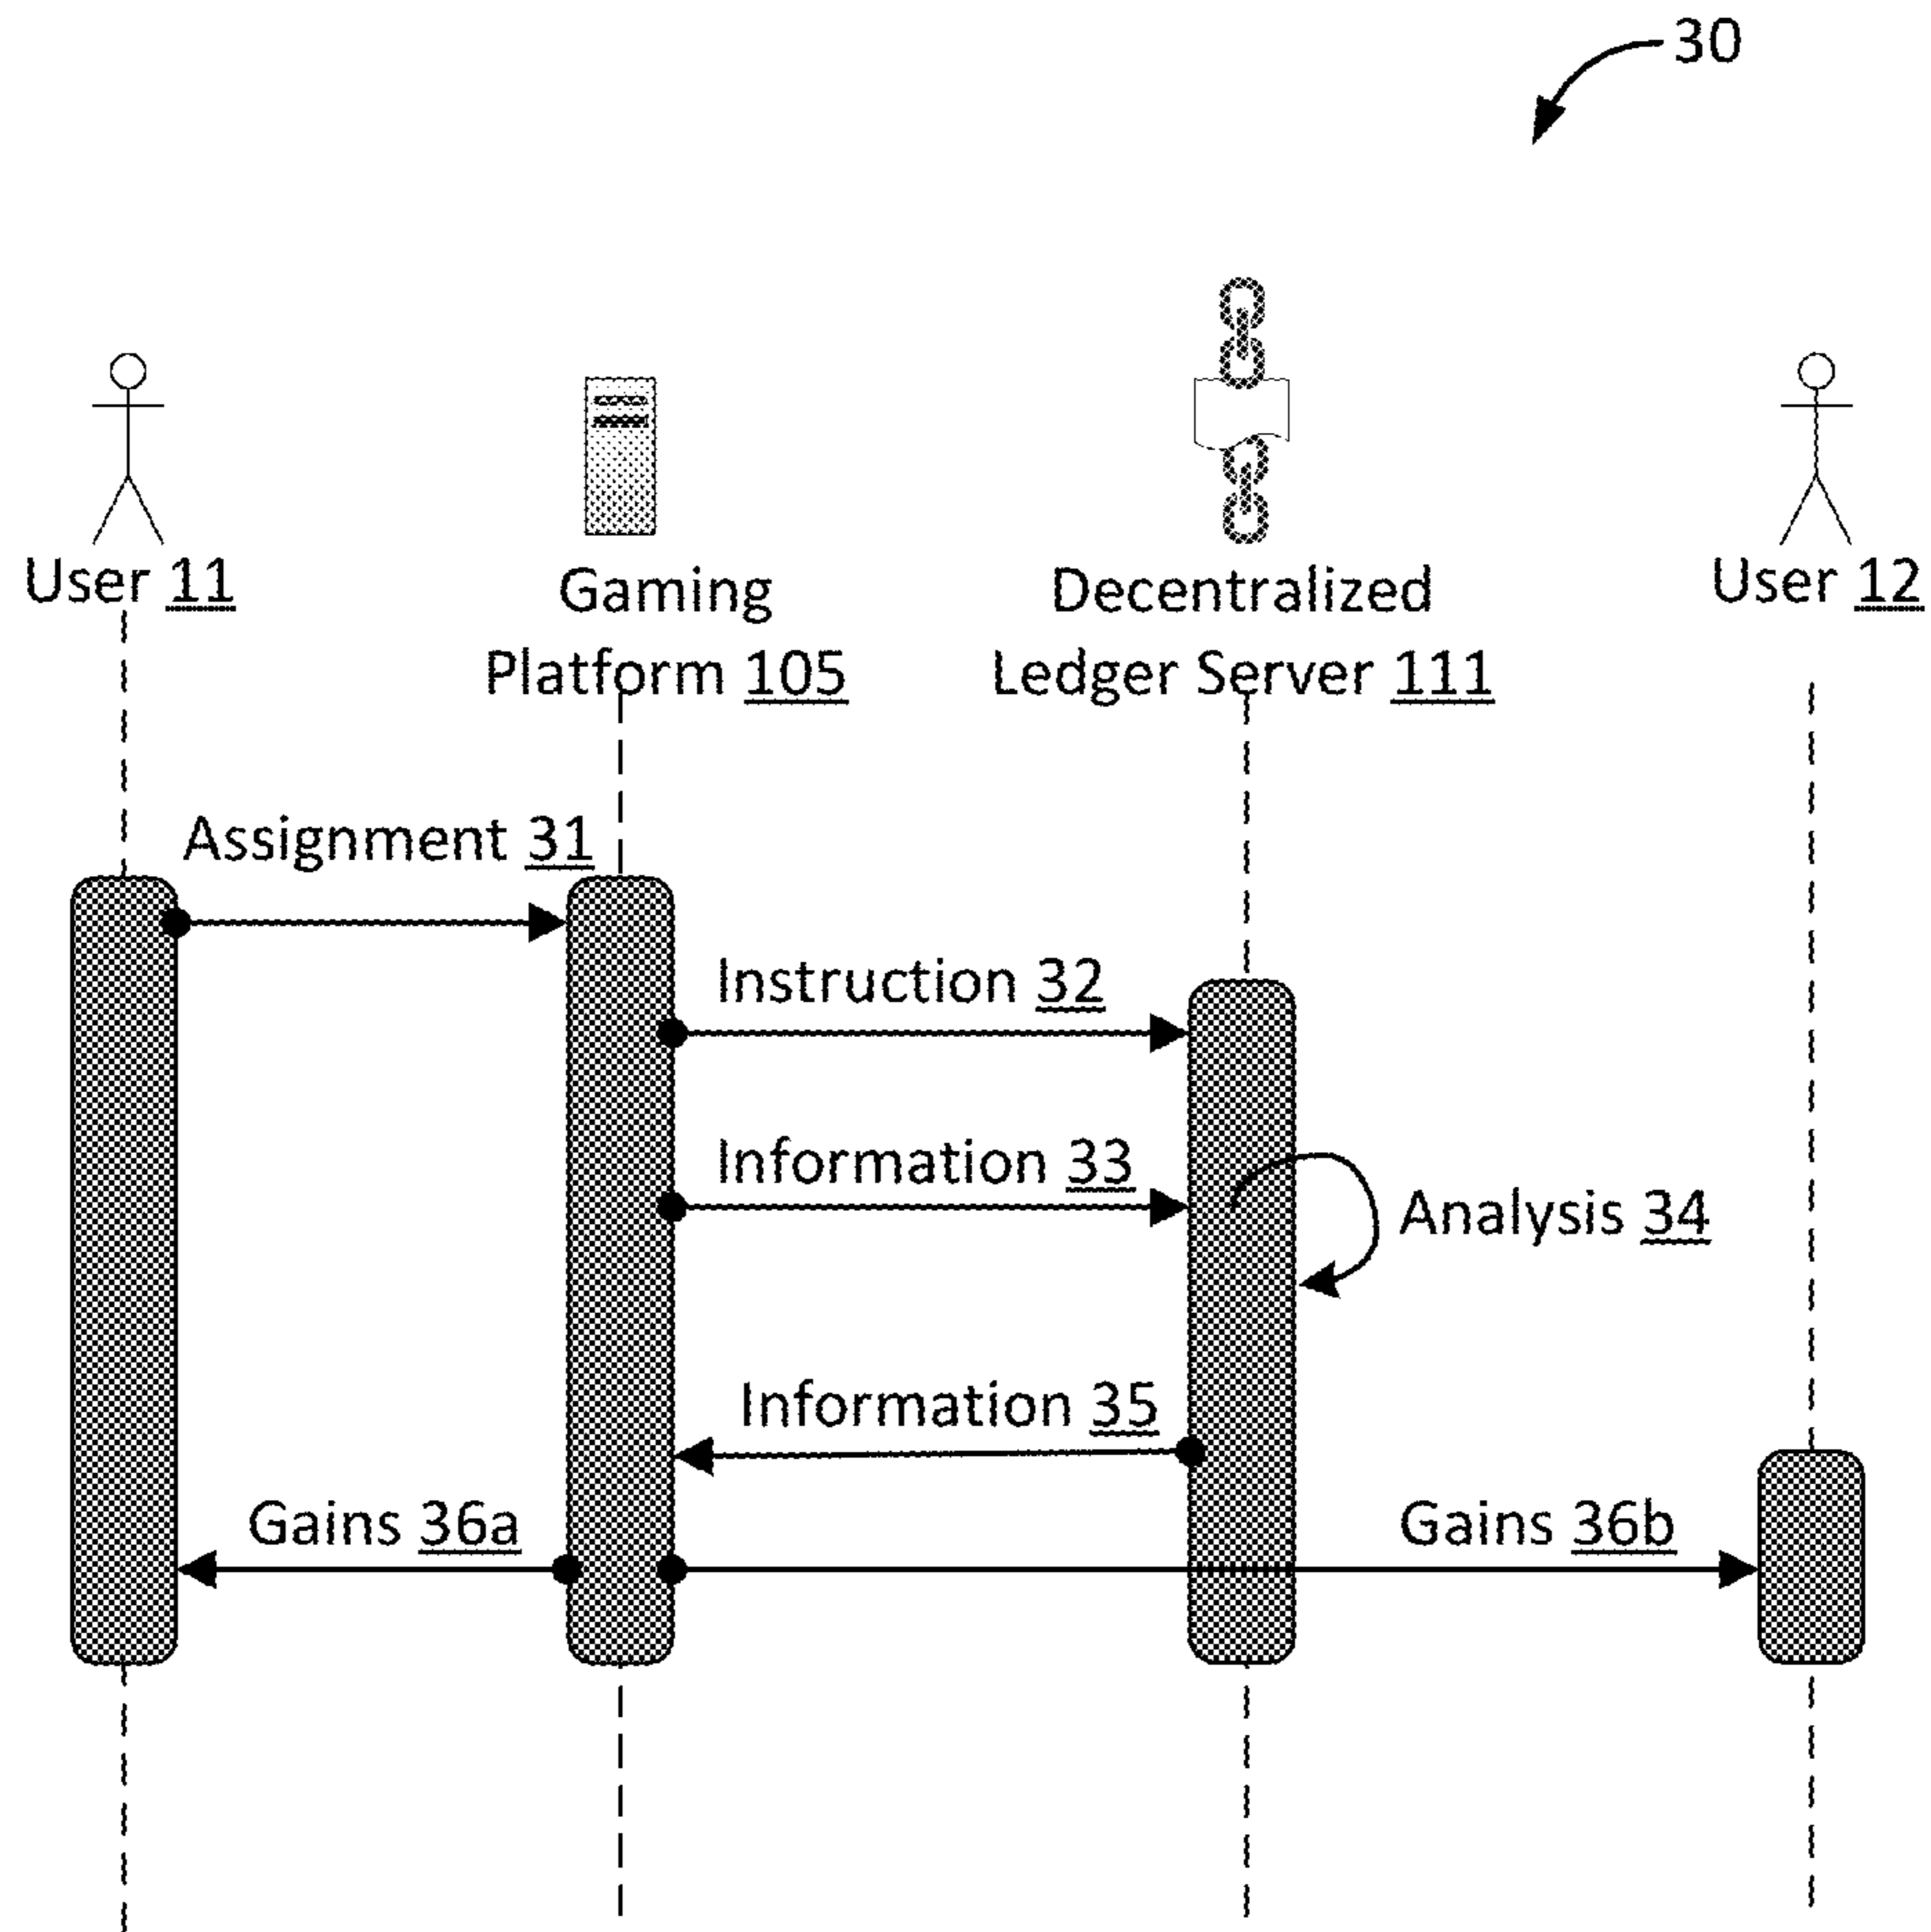 30
User 11
Gaming
Platform 105
Decentralized
Ledger Server 111
User 12
Assignment 31
Instruction 32
Information 33
Analysis 34
Information 35
Gains 36a
Gains 36b